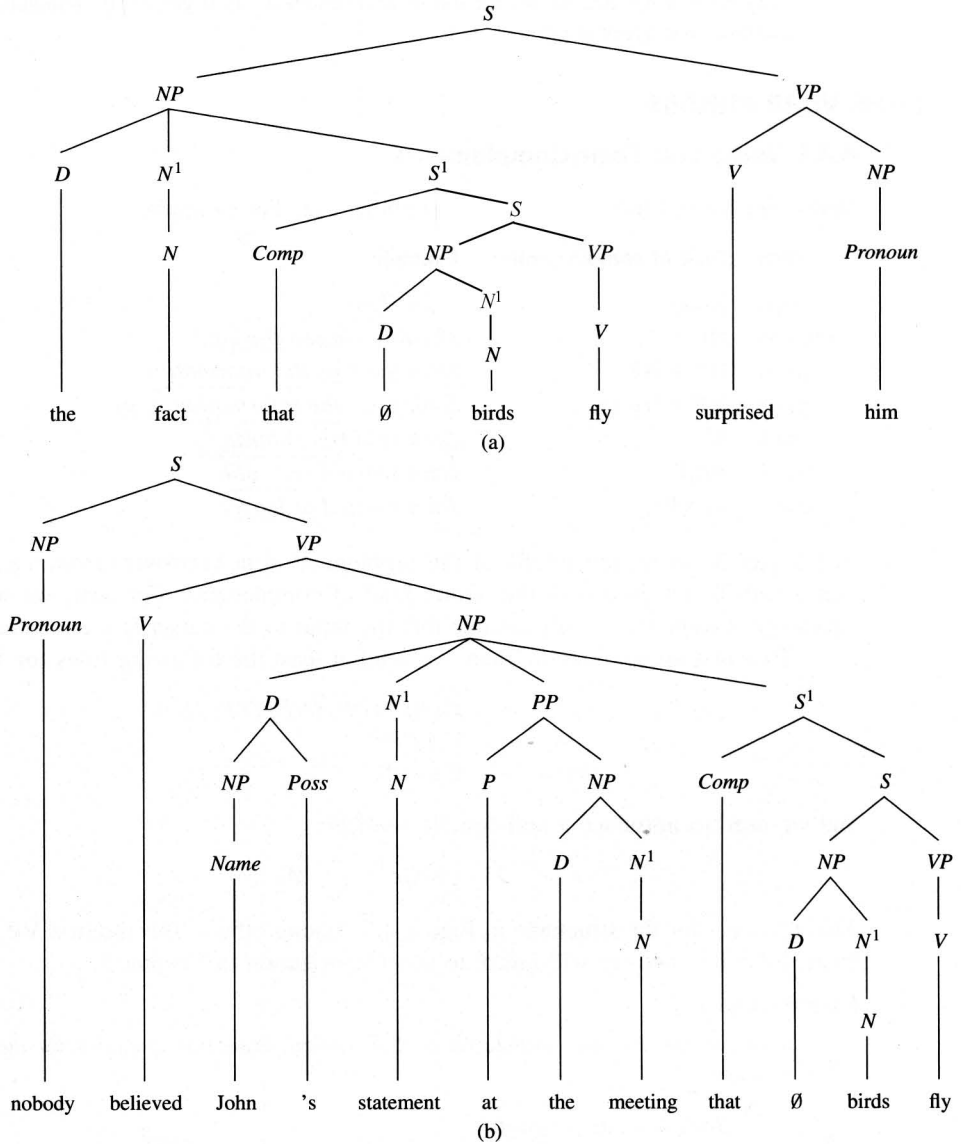 S
NP VP
D N¹ S¹ V NP
S
N Comp NP VP Pronoun
N¹
D N V
the fact that ∅ birds fly surprised him
(a)
S
NP VP
Pronoun V NP
D N¹ PP S¹
NP Poss N P NP Comp S
Name D N¹ NP VP
N D N¹ V
N
nobody believed John 's statement at the meeting that ∅ birds fly
(b)